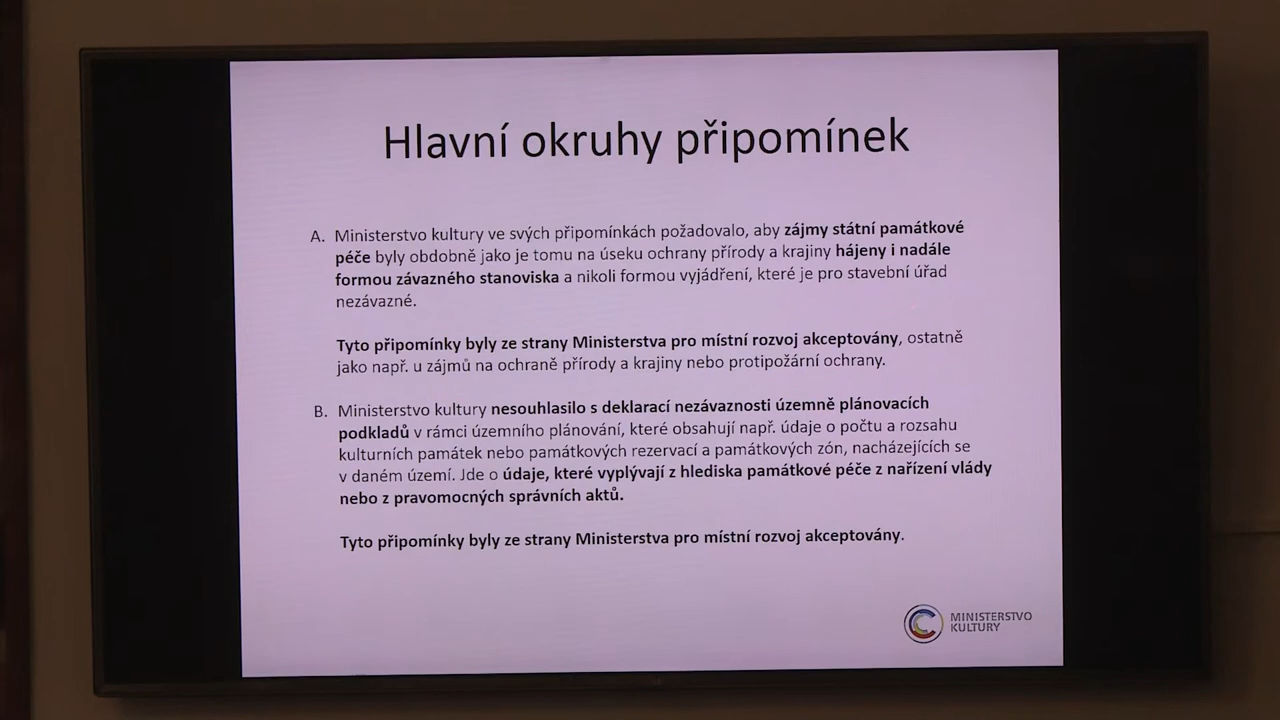 Hlavní okruhy připomínek
A. Ministerstvo kultury ve svých připomínkách požadovalo, aby zájmy státní památkové
péče byly obdobně jako je tomu na úseku ochrany přírody a krajiny hájeny i nadále
formou závazného stanoviska a nikoli formou vyjádření, které je pro stavební úřad
nezávazné.
Tyto připomínky byly ze strany Ministerstva pro místní rozvoj akceptovány, ostatně
jako např. u zájmů na ochraně přírody a krajiny nebo protipožární ochrany.
B. Ministerstvo kultury nesouhlasilo s deklarací nezávaznosti územně plánovacích
podkladů v rámci územního plánování, které obsahují např. údaje o počtu a rozsahu
kulturních památek nebo památkových rezervací a památkových zón, nacházejících se
v daném území. Jde o údaje, které vyplývají z hlediska památkové péče z nařízení vlády
nebo z pravomocných správních aktů.
Tyto připomínky byly ze strany Ministerstva pro místní rozvoj akceptovány.
MINISTERSTVO
KULTURY